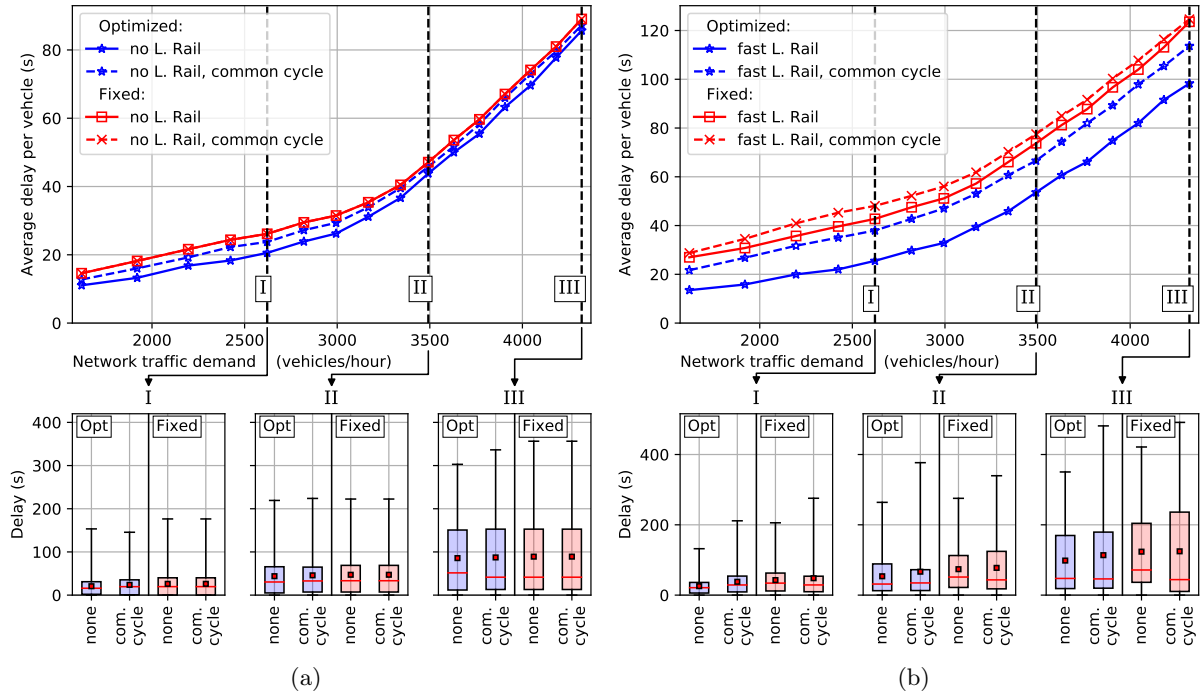 Average delay per vehcle (s)
80
60
40
20
0
Optimized:
no L. Rail
no L. Rail, common cycle
Fixed:
no L. Rail
no L. Rail, common cycle
I
II
III
2000
2500
3000
3500
4000
Network traffic demand (vehicles/hour)
I
II
III
Delay (s)
400
300
200
100
0
Opt
Fixed
Opt
Fixed
Opt
Fixed
none
com. cycle
none
com. cycle
none
com. cycle
none
com. cycle
none
com. cycle
none
com. cycle
(a)
Average delay per vehicle (s)
120
100
80
60
40
20
0
Optimized:
fast L. Rail
fast L. Rail, common cycle
Fixed:
fast L. Rail
fast L. Rail, common cycle
I
II
III
2000
2500
3000
3500
4000
Network traffic demand (vehicles/hour)
I
II
III
Delay (s)
400
200
0
Opt
Fixed
Opt
Fixed
Opt
Fixed
none
com. cycle
none
com. cycle
none
com. cycle
none
com. cycle
none
com. cycle
none
com. cycle
(b)